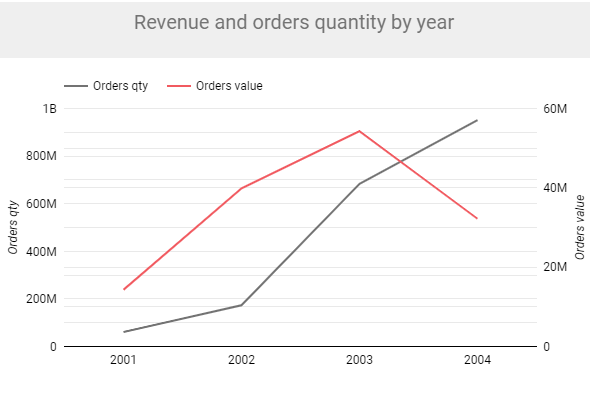 Revenue and orders quantity by year
Orders qty Orders value
1B 60M
800M
600M 40M
400M
200M 20M
0 0
Orders qty
Orders value
2001 2002 2003 2004